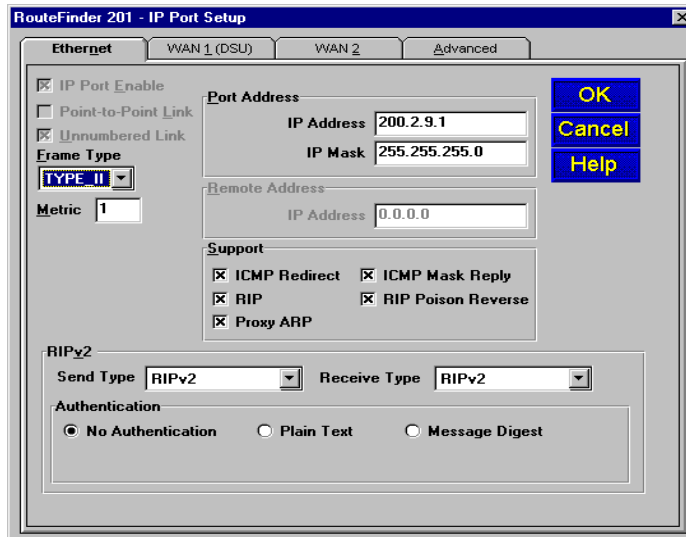 RouteFinder 201 - IP Port Setup
Ethernet
WAN 1 (DSU)
WAN 2
Advanced
IP Port Enable
Point-to-Point Link
Unnumbered Link
Frame Type
TYPE_II
Metric 1
Port Address
IP Address 200.2.9.1
IP Mask 255.255.255.0
Remote Address
IP Address 0.0.0.0
Support
ICMP Redirect ICMP Mask Reply
RIP RIP Poison Reverse
Proxy ARP
OK
Cancel
Help
RIPv2
Send Type RIPv2 Receive Type RIPv2
Authentication
No Authentication Plain Text Message Digest